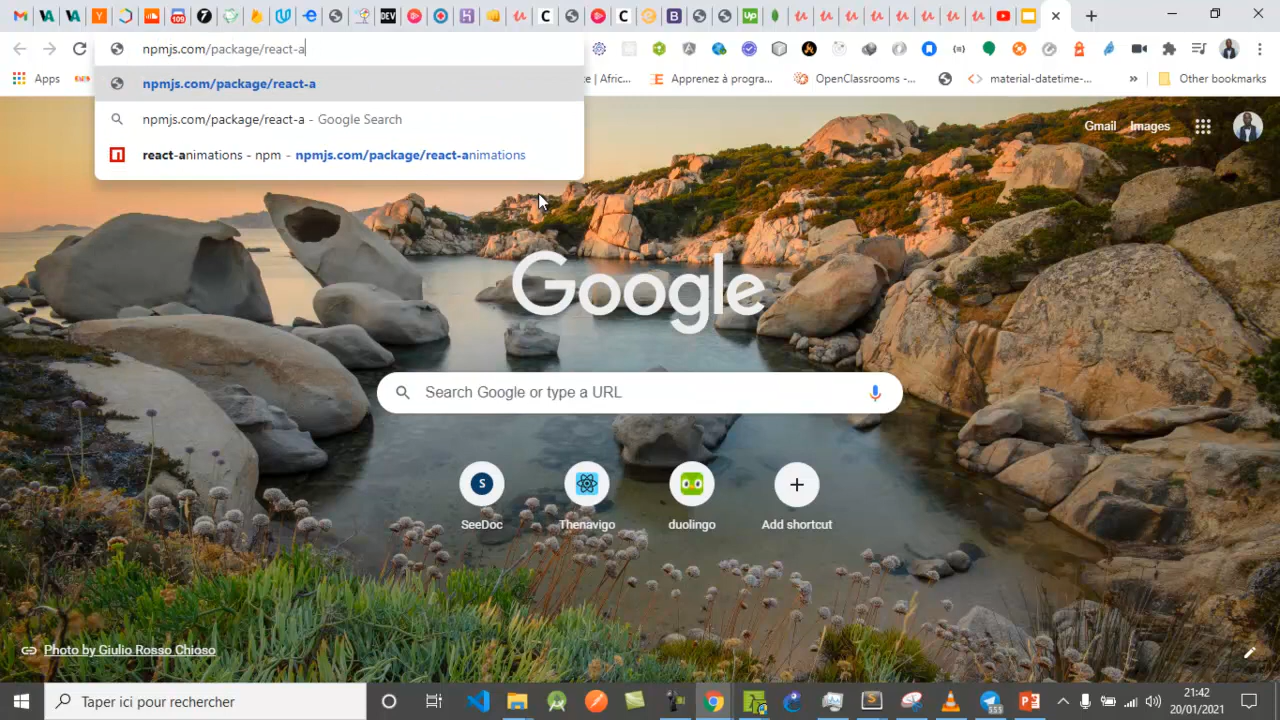 npmjs.com/package/react-a
npmjs.com/package/react-a
npmjs.com/package/react-a - Google Search
react-animations - npm - npmjs.com/package/react-animations
Apps
e | Afric...
Apprenez à progra...
OpenClassrooms -...
material-datetime-...
»
Other bookmarks
Gmail
Images
Google
Search Google or type a URL
SeeDoc
Thenavigo
duolingo
Add shortcut
Photo by Giulio Rosso Chioso
Taper ici pour rechercher
21:42
20/01/2021